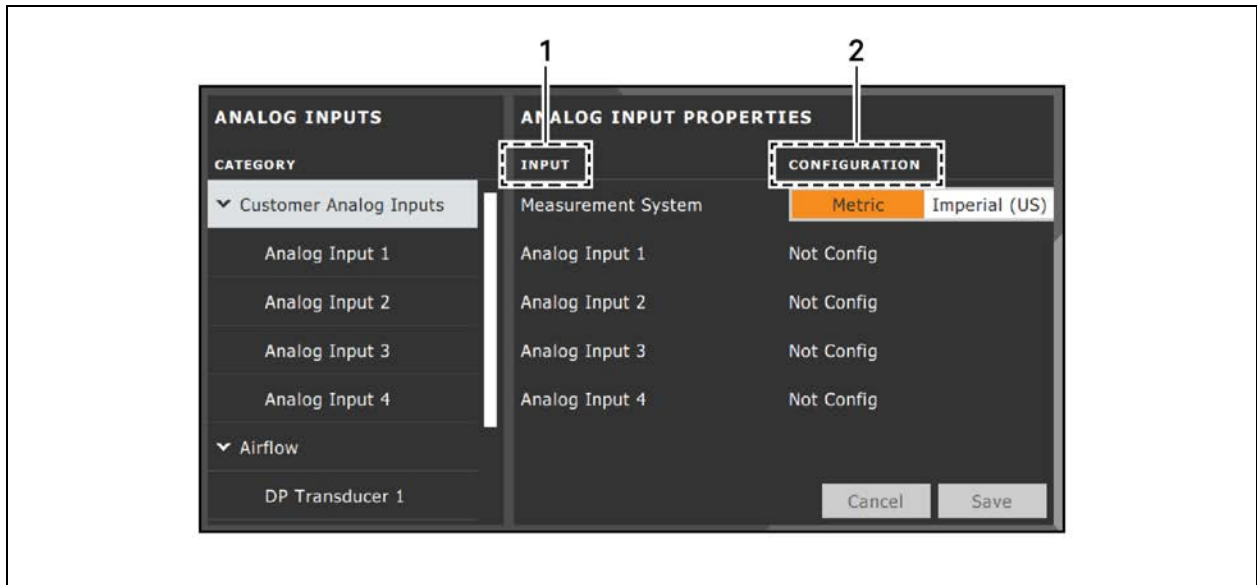 1 2
ANALOG INPUTS ANALOG INPUT PROPERTIES
CATEGORY INPUT CONFIGURATION
Customer Analog Inputs Measurement System Metric Imperial (US)
Analog Input 1 Analog Input 1 Not Config
Analog Input 2 Analog Input 2 Not Config
Analog Input 3 Analog Input 3 Not Config
Analog Input 4 Analog Input 4 Not Config
Airflow
DP Transducer 1 Cancel Save